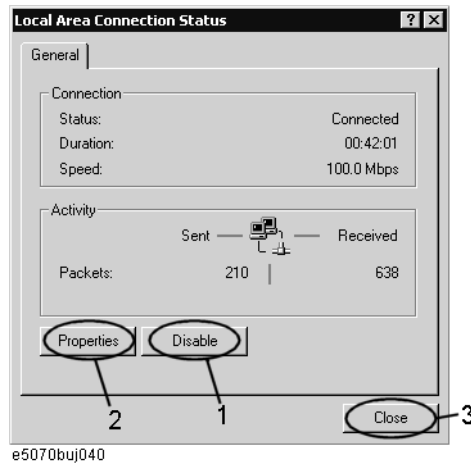 Local Area Connection Status ? X
General
Connection
Status: Connected
Duration: 00:42:01
Speed: 100.0 Mbps
Activity
Sent Received
Packets: 210 638
Properties Disable
2 1
Close 3
e5070buj040